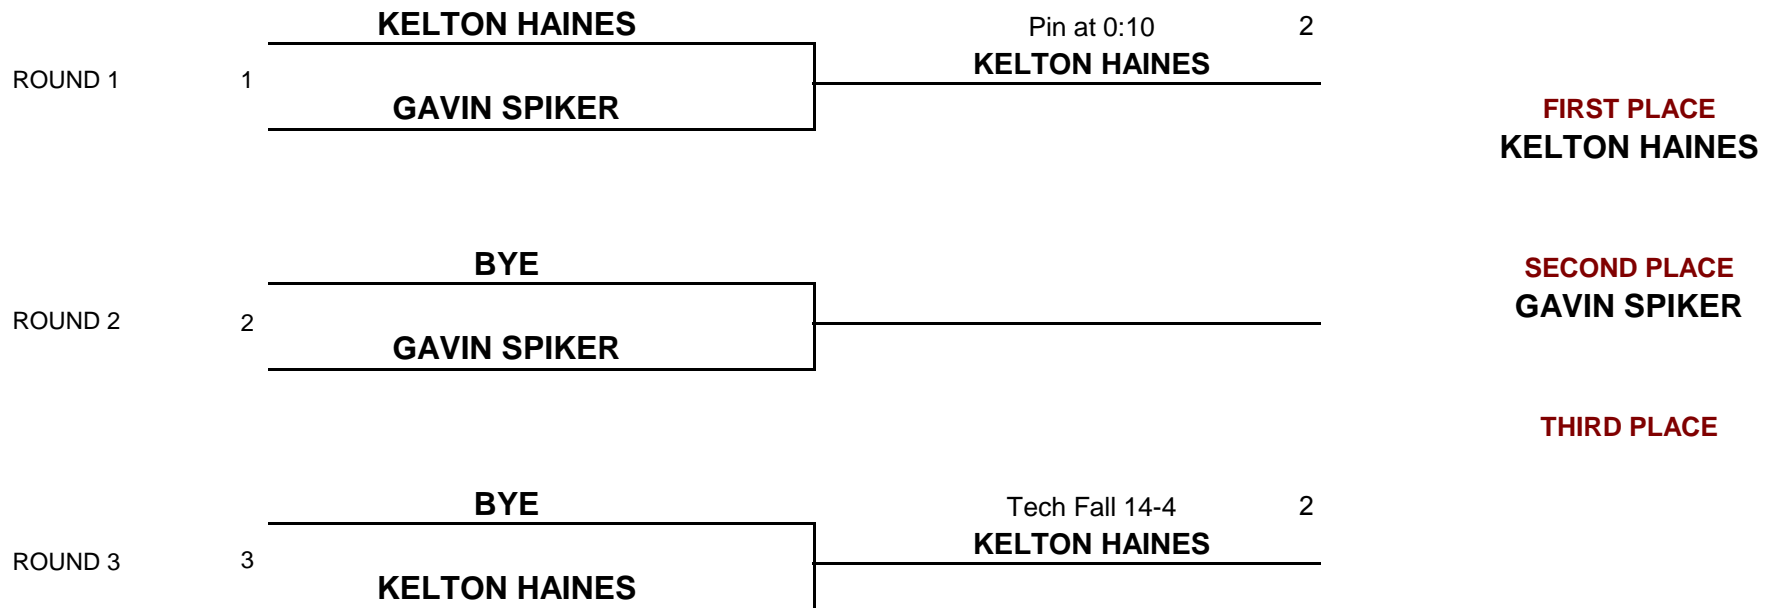 KELTON HAINES
Pin at 0:10 2
KELTON HAINES
ROUND 1 1
GAVIN SPIKER
FIRST PLACE
KELTON HAINES
BYE
SECOND PLACE
GAVIN SPIKER
ROUND 2 2
GAVIN SPIKER
THIRD PLACE
BYE
Tech Fall 14-4 2
KELTON HAINES
ROUND 3 3
KELTON HAINES